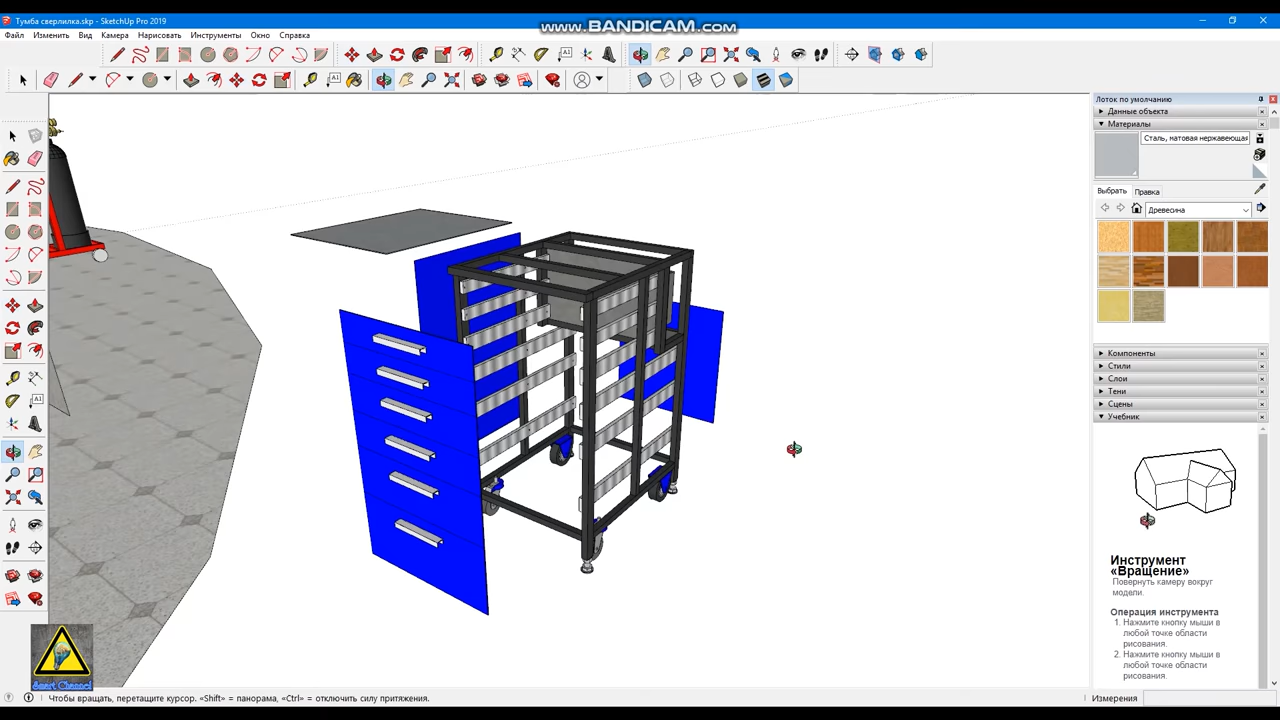 Тумба сверлилка.skp - SketchUp Pro 2019
www.BANDICAM.com
Файл Изменить Вид Камера Нарисовать Инструменты Окно Справка
Лоток по умолчанию
Данные объекта
Материалы
Сталь, матовая нержавеющая
Выбрать Правка
Древесина
Компоненты
Стили
Слои
Тени
Сцены
Учебник
Инструмент
«Вращение»
Повернуть камеру вокруг
модели.
Операция инструмента
1. Нажмите кнопку мыши в
любой точке области
рисования.
2. Нажмите кнопку мыши в
любой точке области
рисования.
Smart Channel
Чтобы вращать, перетащите курсор. «Shift» = панорама, «Ctrl» = отключить силу притяжения.
Измерения